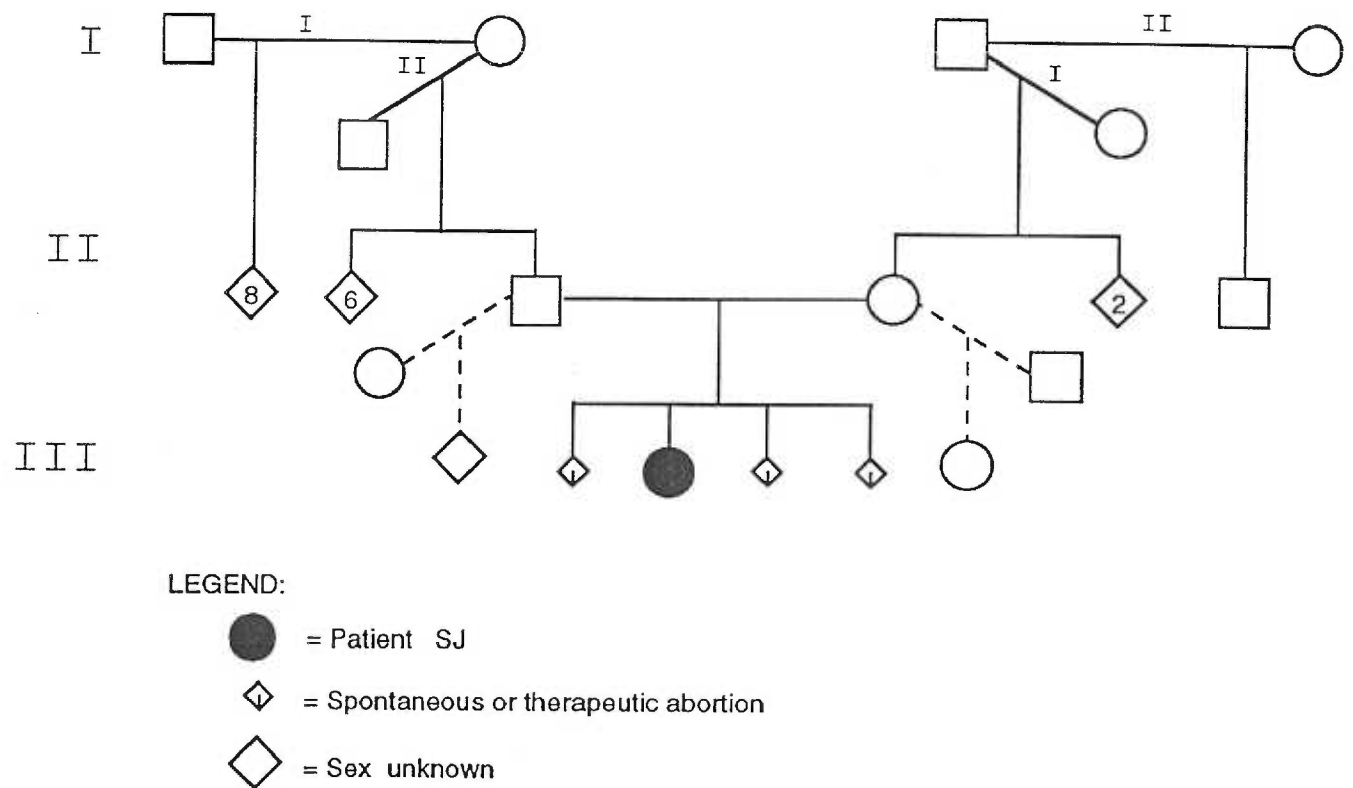 I I II
II I
II
8 6 2
III
LEGEND:
= Patient SJ
= Spontaneous or therapeutic abortion
= Sex unknown